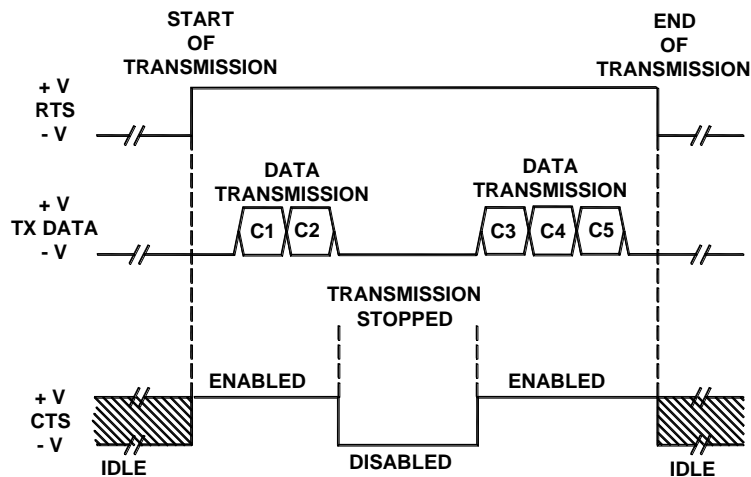 START
OF
TRANSMISSION
END
OF
TRANSMISSION
+ V
RTS
- V
DATA
TRANSMISSION
DATA
TRANSMISSION
+ V
TX DATA
- V
C1 C2 C3 C4 C5
TRANSMISSION
STOPPED
+ V
CTS
- V
ENABLED ENABLED
IDLE DISABLED IDLE